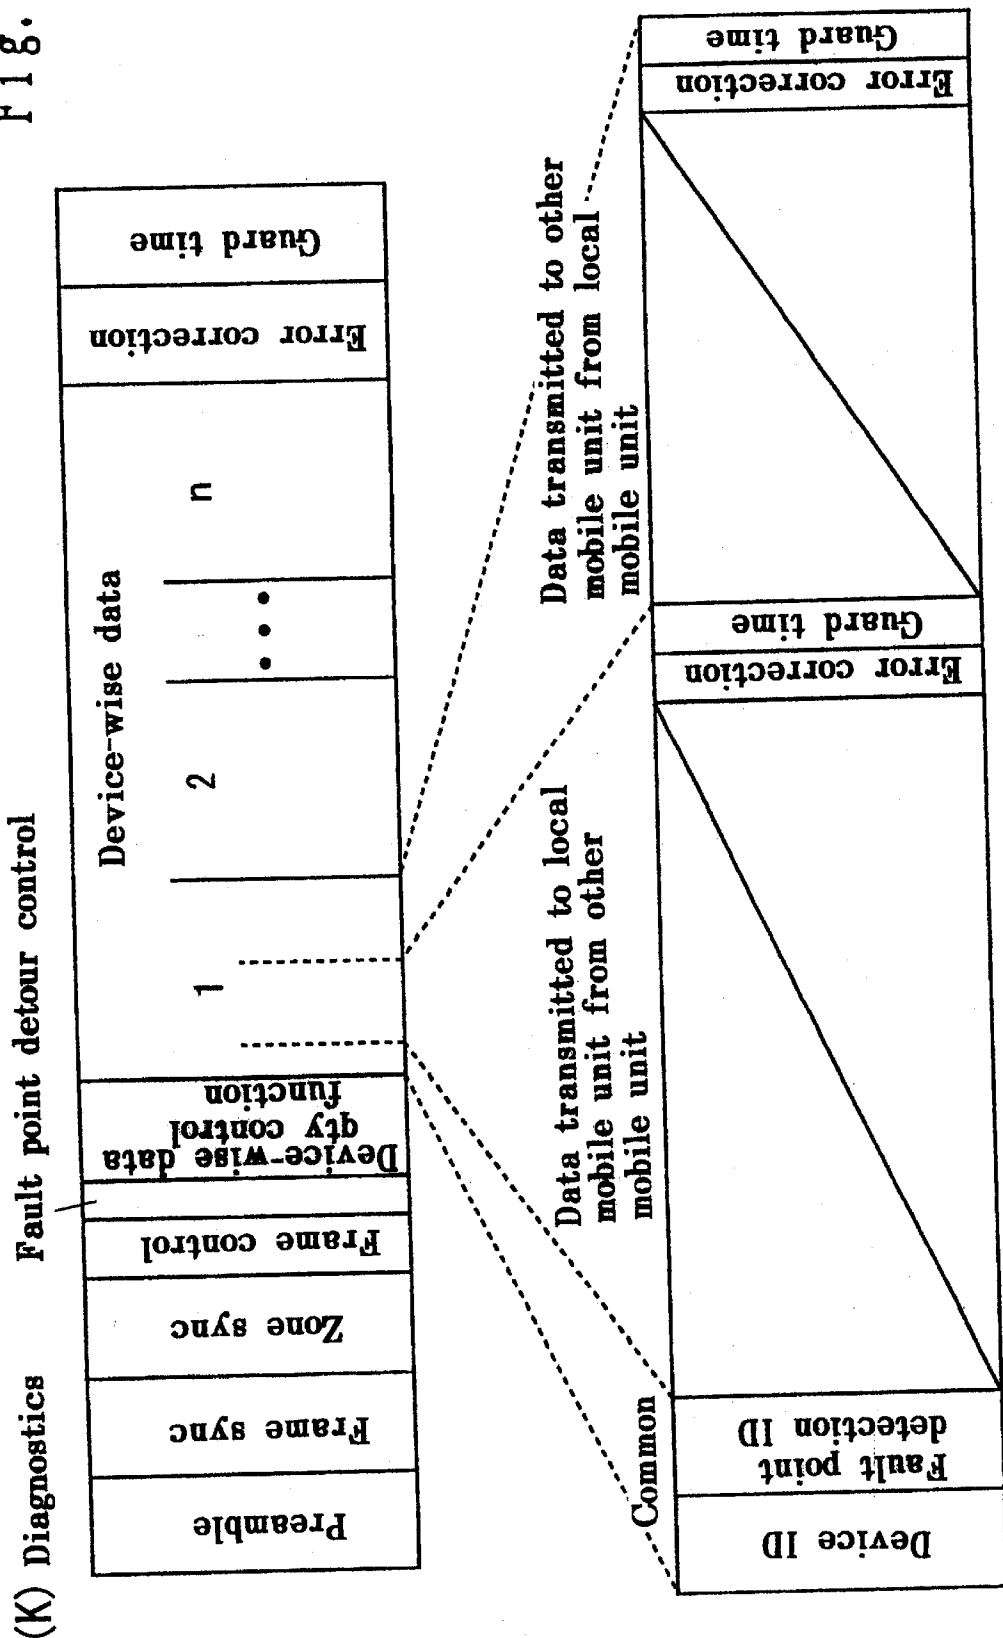 Fig.
(K) Diagnostics
Fault point detour control
Preamble
Frame sync
Zone sync
Frame control
Device-wise data
qty control
function
Device-wise data
1
2
•••
n
Error correction
Guard time
Common
Data transmitted to local
mobile unit from other
mobile unit
Data transmitted to other
mobile unit from local
mobile unit
Device ID
Fault point
detection ID
Error correction
Guard time
Error correction
Guard time